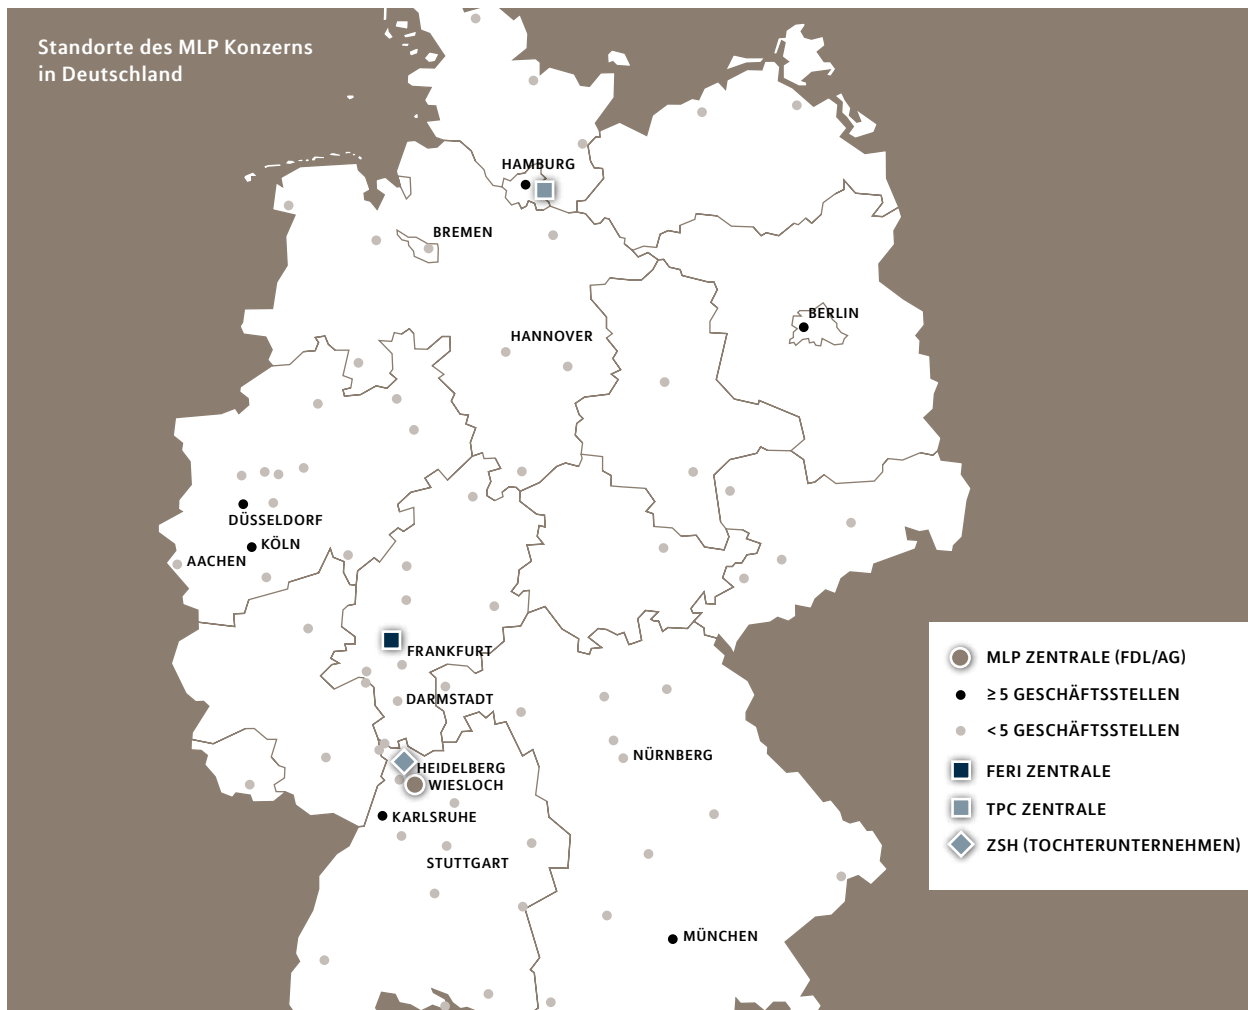 Standorte des MLP Konzerns
in Deutschland
HAMBURG
BREMEN
BERLIN
HANNOVER
DÜSSELDORF
KÖLN
AACHEN
FRANKFURT
DARMSTADT
NÜRNBERG
HEIDELBERG
WIESLOCH
KARLSRUHE
STUTTGART
MÜNCHEN
MLP ZENTRALE (FDL/AG)
≥ 5 GESCHÄFTSSTELLEN
< 5 GESCHÄFTSSTELLEN
FERI ZENTRALE
TPC ZENTRALE
ZSH (TOCHTERUNTERNEHMEN)